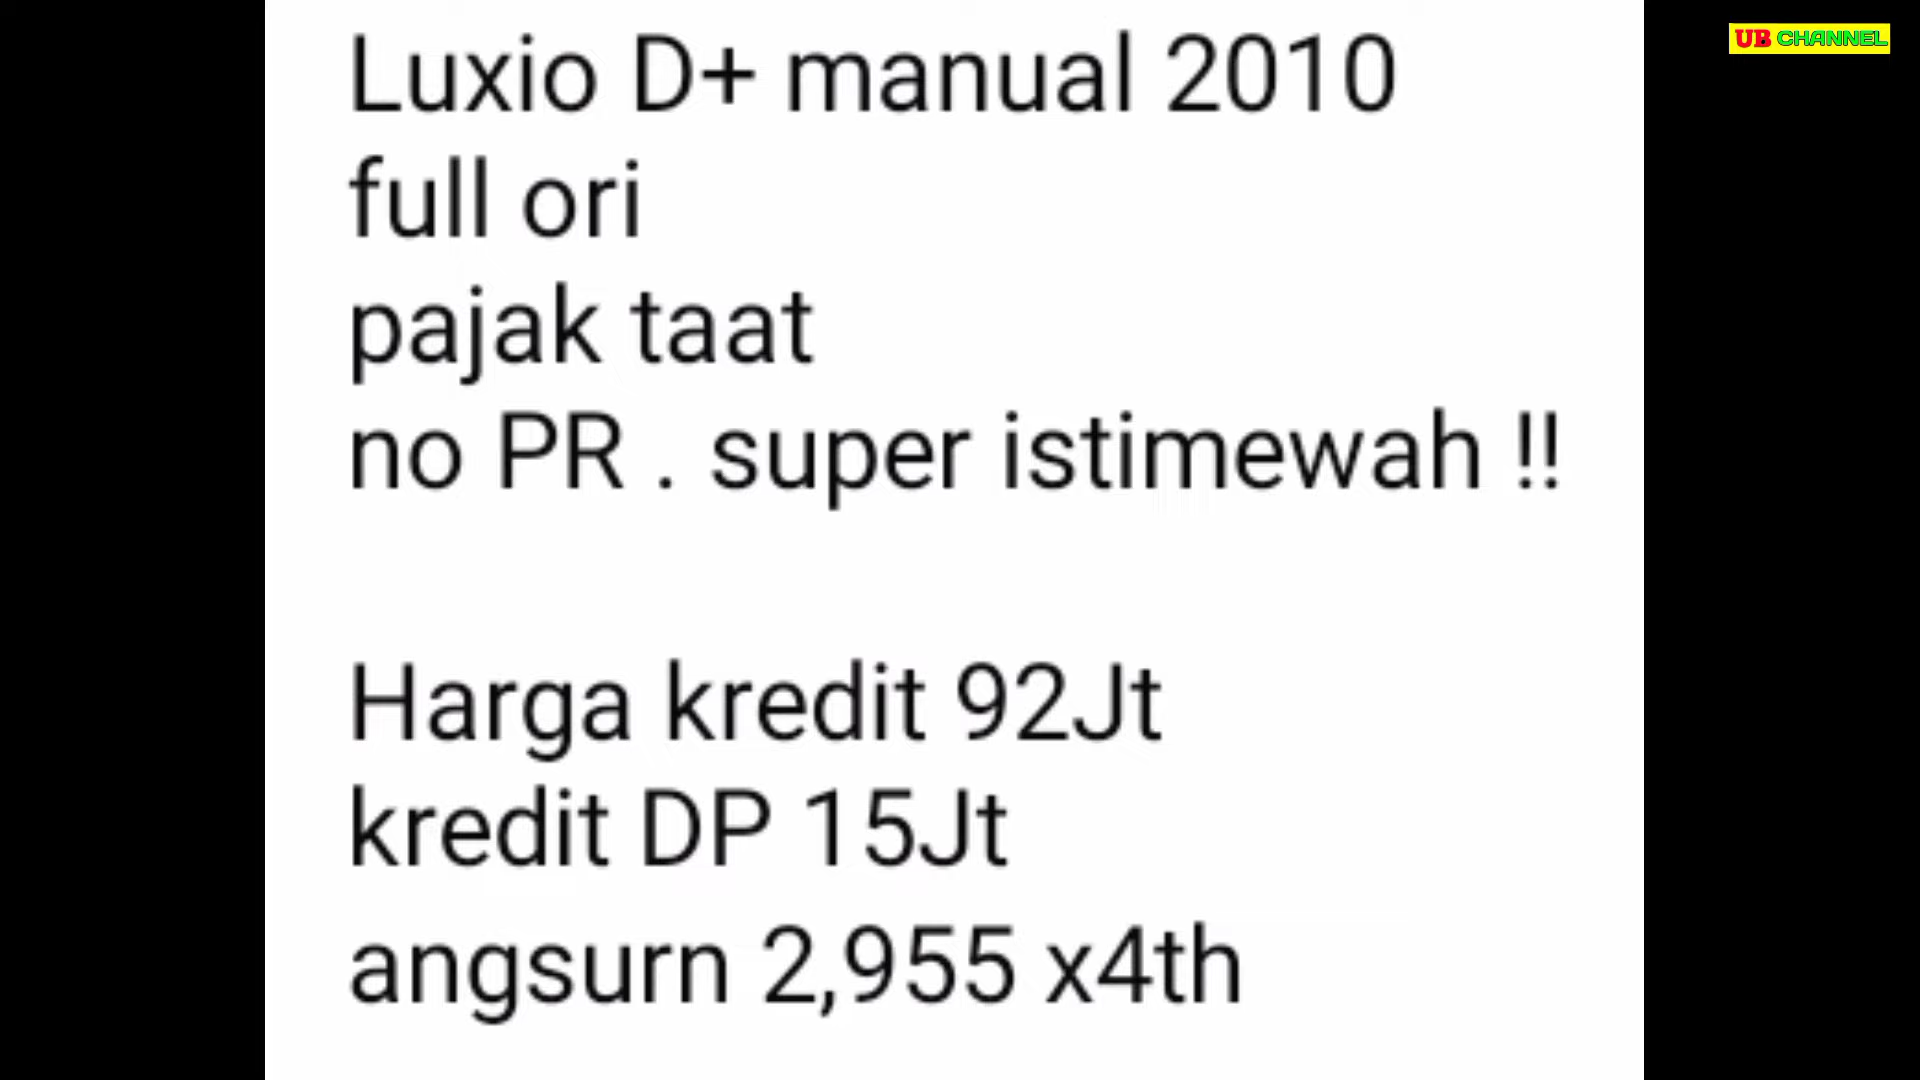 Luxio D+ manual 2010
UB CHANNEL
full ori
pajak taat
no PR . super istimewah !!
Harga kredit 92Jt
kredit DP 15Jt
angsurn 2,955 x4th